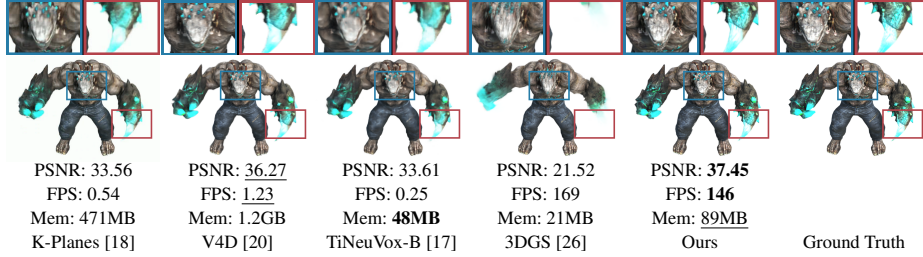 PSNR: 33.56 PSNR: 36.27 PSNR: 33.61 PSNR: 21.52 PSNR: 37.45
FPS: 0.54 FPS: 1.23 FPS: 0.25 FPS: 169 FPS: 146
Mem: 471MB Mem: 1.2GB Mem: 48MB Mem: 21MB Mem: 89MB
K-Planes [18] V4D [20] TiNeuVox-B [17] 3DGS [26] Ours Ground Truth